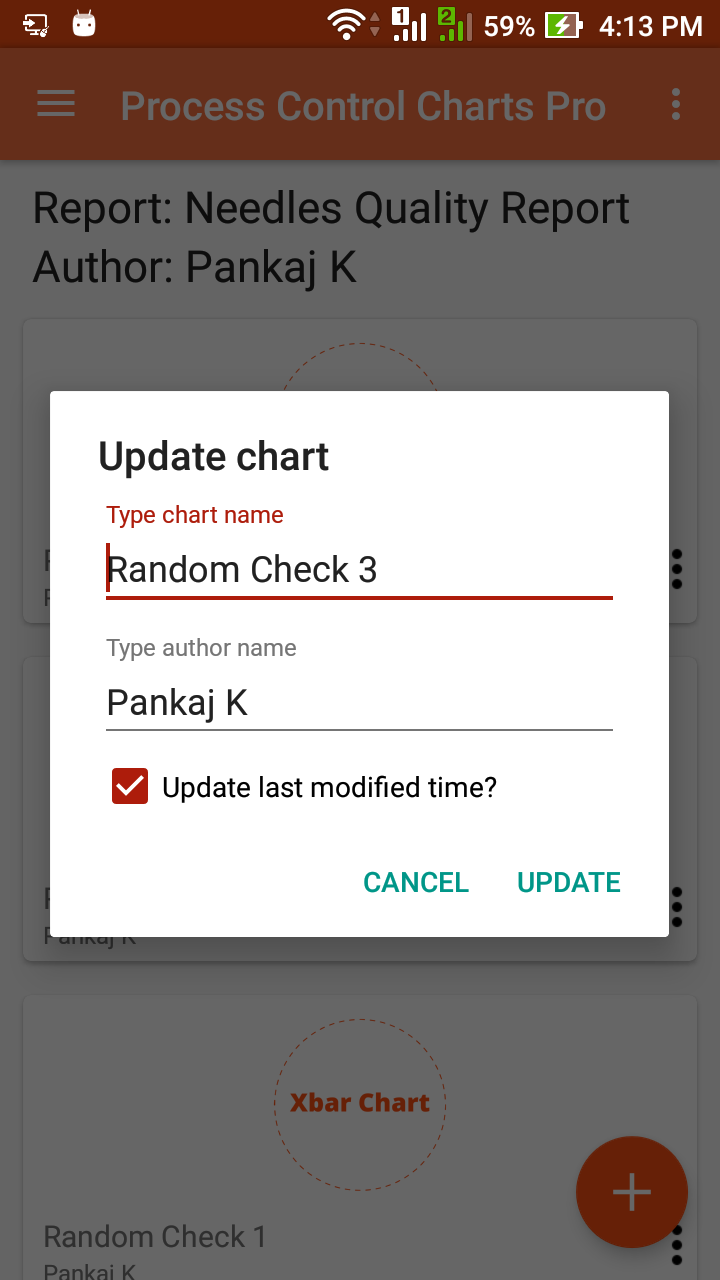 1 2 59% 4:13 PM
Process Control Charts Pro
Report: Needles Quality Report
Author: Pankaj K
Update chart
Type chart name
Random Check 3
Type author name
Pankaj K
Update last modified time?
CANCEL UPDATE
Pankaj K
Xbar Chart
Random Check 1
Pankaj K